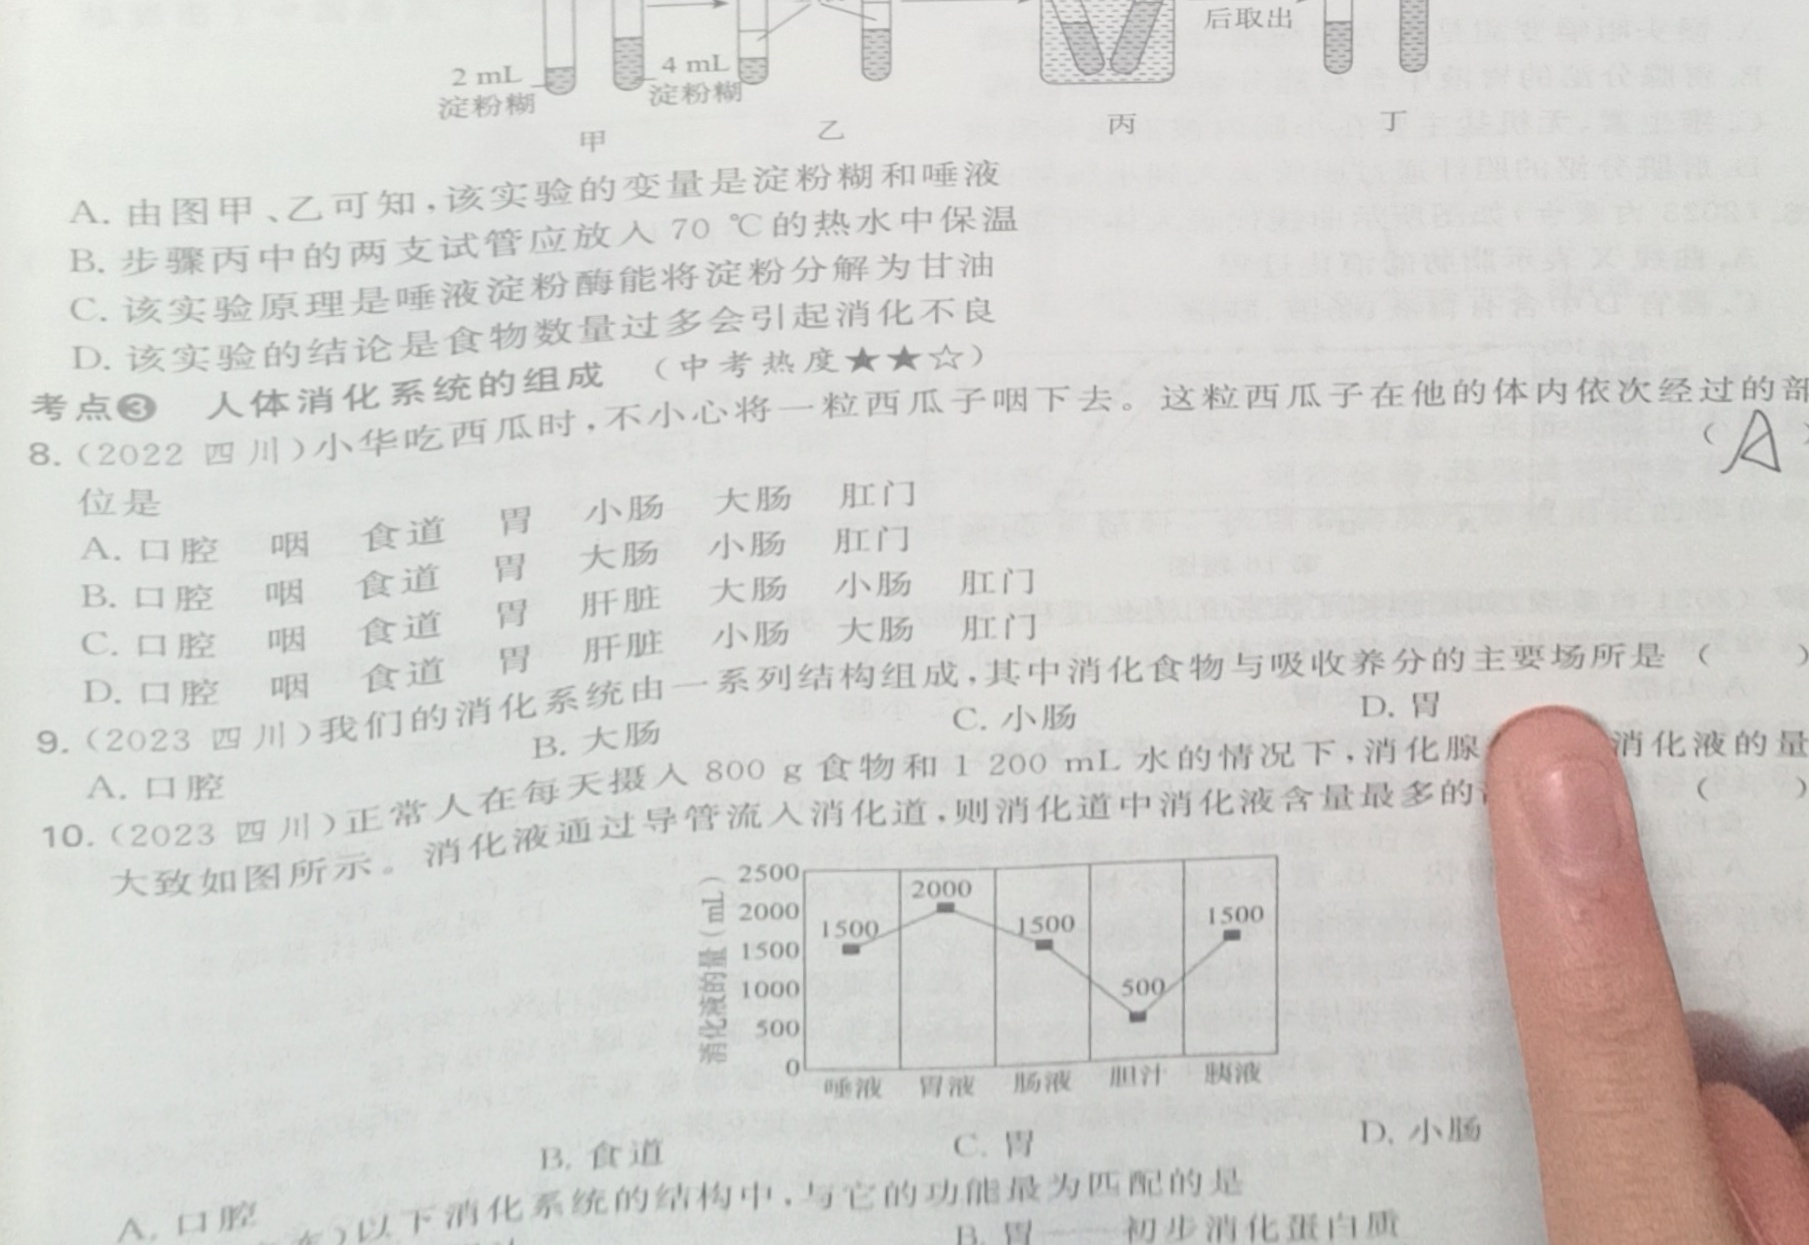 后取出
2 mL
淀粉糊
4 mL
淀粉糊
甲
乙
丙
丁
A. 由图甲、乙可知,该实验的变量是淀粉糊和唾液
B. 步骤丙中的两支试管应放入 70 ℃的热水中保温
C. 该实验原理是唾液淀粉酶能将淀粉分解为甘油
D. 该实验的结论是食物数量过多会引起消化不良
考点❸ 人体消化系统的组成 (中考热度★★☆)
8. (2022 四川)小华吃西瓜时,不小心将一粒西瓜子咽下去。这粒西瓜子在他的体内依次经过的部
位是 ( A )
A. 口腔 咽 食道 胃 小肠 大肠 肛门
B. 口腔 咽 食道 胃 大肠 小肠 肛门
C. 口腔 咽 食道 胃 肝脏 大肠 小肠 肛门
D. 口腔 咽 食道 胃 肝脏 小肠 大肠 肛门
9. (2023 四川)我们的消化系统由一系列结构组成,其中消化食物与吸收养分的主要场所是 ( )
A. 口腔 B. 大肠 C. 小肠 D. 胃
10. (2023 四川)正常人在每天摄入 800 g 食物和 1 200 mL 水的情况下,消化腺 消化液的量
大致如图所示。消化液通过导管流入消化道,则消化道中消化液含量最多的 ( )
消化液的量(mL)
2500
2000
1500
1000
500
0
1500
2000
1500
500
1500
唾液 胃液 肠液 胆汁 胰液
A. 口腔 B. 食道 C. 胃 D. 小肠
)以下消化系统的结构中,与它的功能最为匹配的是
B. 胃——初步消化蛋白质